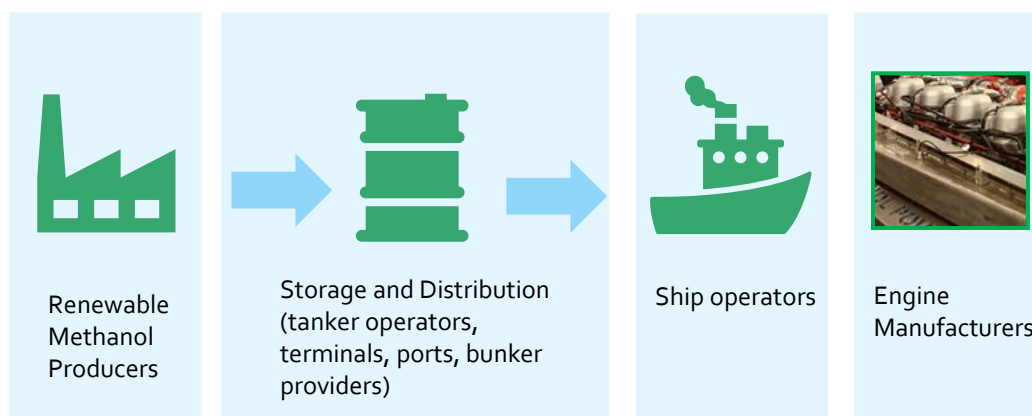 Renewable
Methanol
Producers
Storage and Distribution
(tanker operators,
terminals, ports, bunker
providers)
Ship operators
Engine
Manufacturers